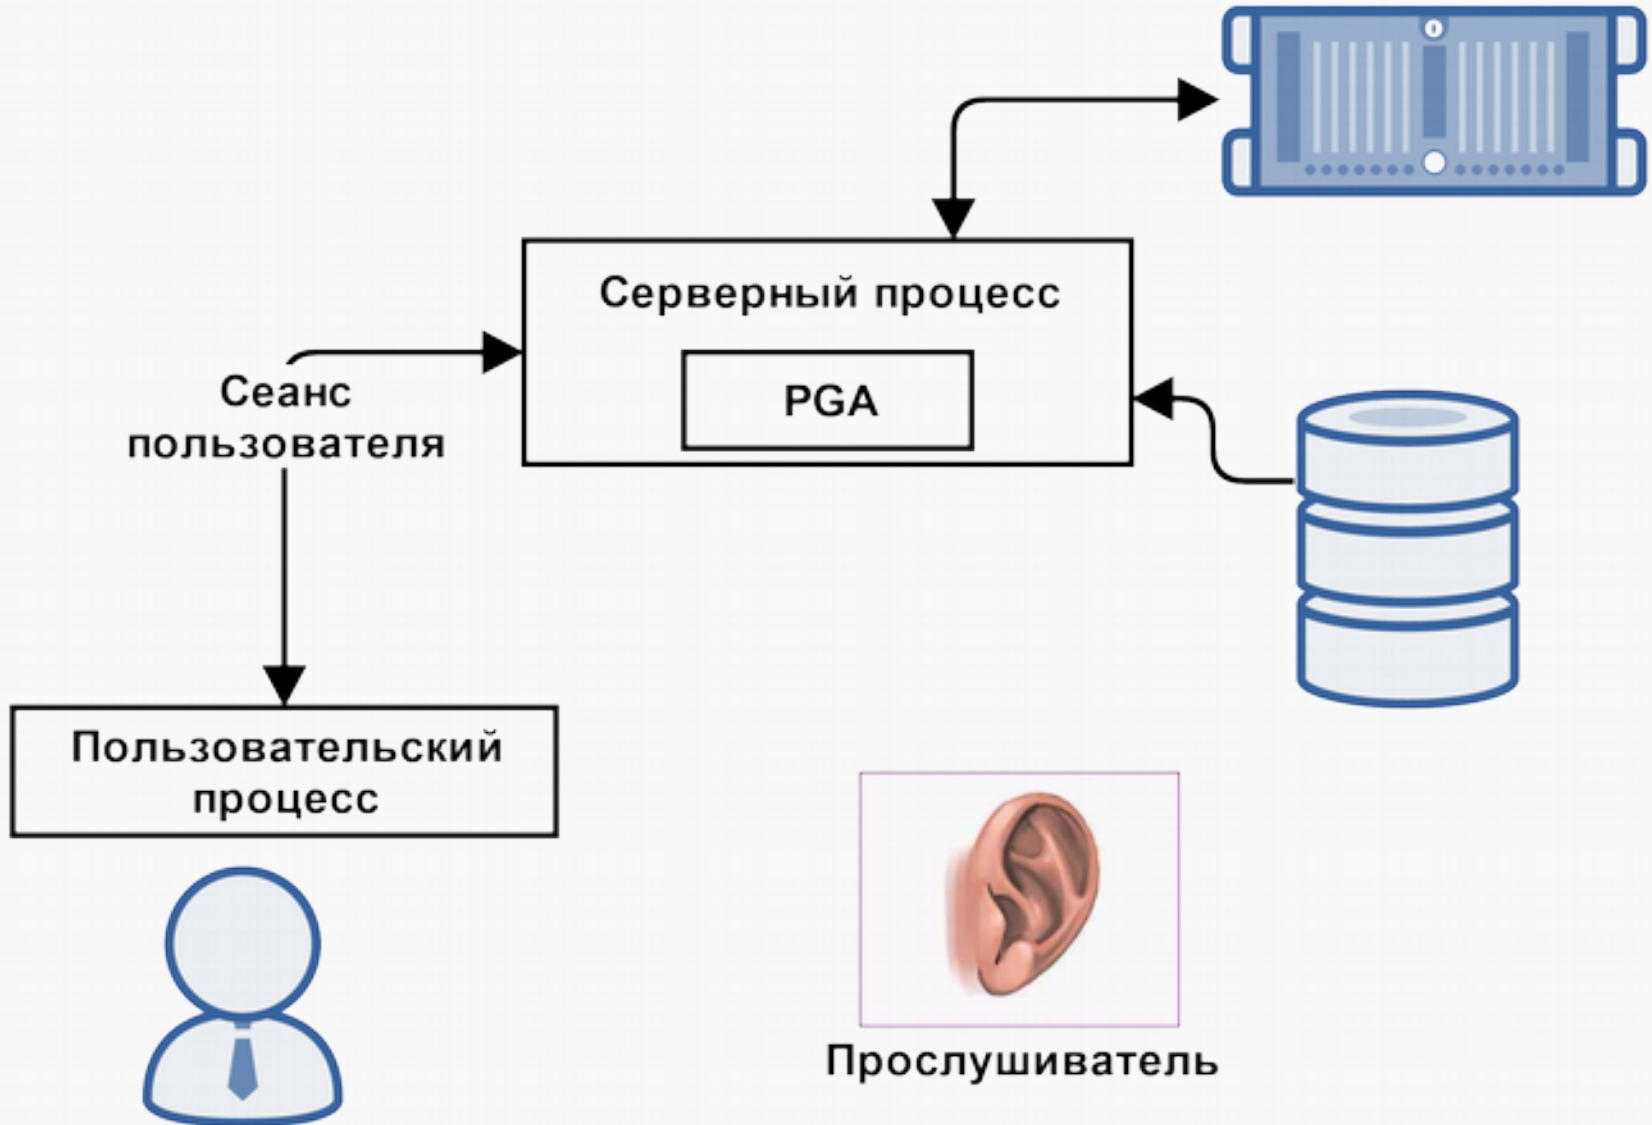 Серверный процесс
PGA
Сеанс
пользователя
Пользовательский
процесс
Прослушиватель